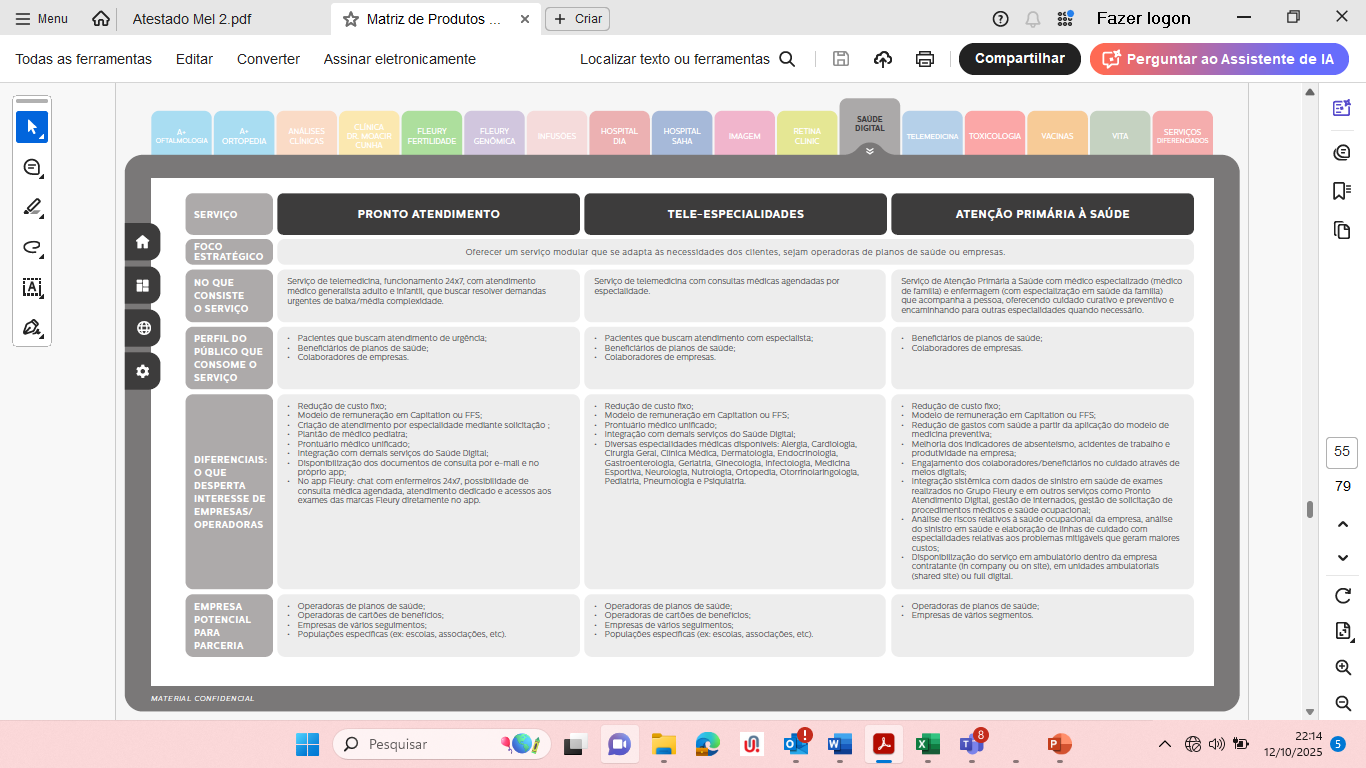 Menu
Atestado Mel 2.pdf
Matriz de Produtos ...
Criar
Fazer logon
Todas as ferramentas
Editar
Converter
Assinar eletronicamente
Localizar texto ou ferramentas
Compartilhar
Perguntar ao Assistente de IA
A+
OFTALMOLOGIA
A+
ORTOPEDIA
ANÁLISES
CLÍNICAS
CLÍNICA
DR. MOACIR
CUNHA
FLEURY
FERTILIDADE
FLEURY
GENÔMICA
INFUSÕES
HOSPITAL
DIA
HOSPITAL
SAHA
IMAGEM
RETINA
CLINIC
SAÚDE
DIGITAL
TELEMEDICINA
TOXICOLOGIA
VACINAS
VITA
SERVIÇOS
DIFERENCIADOS
SERVIÇO
PRONTO ATENDIMENTO
TELE-ESPECIALIDADES
ATENÇÃO PRIMÁRIA À SAÚDE
FOCO
ESTRATÉGICO
Oferecer um serviço modular que se adapta às necessidades dos clientes, sejam operadoras de planos de saúde ou empresas.
NO QUE
CONSISTE
O SERVIÇO
Serviço de telemedicina, funcionamento 24x7, com atendimento
médico generalista adulto e infantil, que buscar resolver demandas
urgentes de baixa/média complexidade.
Serviço de telemedicina com consultas médicas agendadas por
especialidade.
Serviço de Atenção Primária à Saúde com médico especializado (médico
de família) e enfermagem (com especialização em saúde da família)
que acompanha a pessoa, oferecendo cuidado curativo e preventivo e
encaminhando para outras especialidades quando necessário.
PERFIL DO
PÚBLICO QUE
CONSOME O
SERVIÇO
• Pacientes que buscam atendimento de urgência;
• Beneficiários de planos de saúde;
• Colaboradores de empresas.
• Pacientes que buscam atendimento com especialista;
• Beneficiários de planos de saúde;
• Colaboradores de empresas.
• Beneficiários de planos de saúde;
• Colaboradores de empresas.
DIFERENCIAIS:
O QUE
DESPERTA
INTERESSE DE
EMPRESAS/
OPERADORAS
• Redução de custo fixo;
• Modelo de remuneração em Capitation ou FFS;
• Criação de atendimento por especialidade mediante solicitação ;
• Plantão de médico pediatra;
• Prontuário médico unificado;
• Integração com demais serviços do Saúde Digital;
• Disponibilização dos documentos de consulta por e-mail e no
próprio app;
• No app Fleury: chat com enfermeiros 24x7, possibilidade de
consulta médica agendada, atendimento dedicado e acessos aos
exames das marcas Fleury diretamente no app.
• Redução de custo fixo;
• Modelo de remuneração em Capitation ou FFS;
• Prontuário médico unificado;
• Integração com demais serviços do Saúde Digital;
• Diversas especialidades médicas disponíveis: Alergia, Cardiologia,
Cirurgia Geral, Clínica Médica, Dermatologia, Endocrinologia,
Gastroenterologia, Geriatria, Ginecologia, Infectologia, Medicina
Esportiva, Neurologia, Nutrologia, Ortopedia, Otorrinolaringologia,
Pediatria, Pneumologia e Psiquiatria.
• Redução de custo fixo;
• Modelo de remuneração em Capitation ou FFS;
• Redução de gastos com saúde a partir da aplicação do modelo de
medicina preventiva;
• Melhoria dos indicadores de absenteísmo, acidentes de trabalho e
produtividade na empresa;
• Engajamento dos colaboradores/beneficiários no cuidado através de
meios digitais;
• Integração sistêmica com dados de sinistro em saúde de exames
realizados no Grupo Fleury e em outros serviços como Pronto
Atendimento Digital, gestão de internados, gestão de solicitação de
procedimentos médicos e saúde ocupacional;
• Análise de riscos relativos à saúde ocupacional da empresa, análise
do sinistro em saúde e elaboração de linhas de cuidado com
especialidades relativas aos problemas mitigáveis que geram maiores
custos;
• Disponibilização do serviço em ambulatório dentro da empresa
contratante (in company ou on site), em unidades ambulatoriais
(shared site) ou full digital.
EMPRESA
POTENCIAL
PARA
PARCERIA
• Operadoras de planos de saúde;
• Operadoras de cartões de benefícios;
• Empresas de vários seguimentos;
• Populações específicas (ex: escolas, associações, etc).
• Operadoras de planos de saúde;
• Operadoras de cartões de benefícios;
• Empresas de vários seguimentos;
• Populações específicas (ex: escolas, associações, etc).
• Operadoras de planos de saúde;
• Empresas de vários segmentos.
MATERIAL CONFIDENCIAL
55
79
Pesquisar
8
22:14
12/10/2025
5